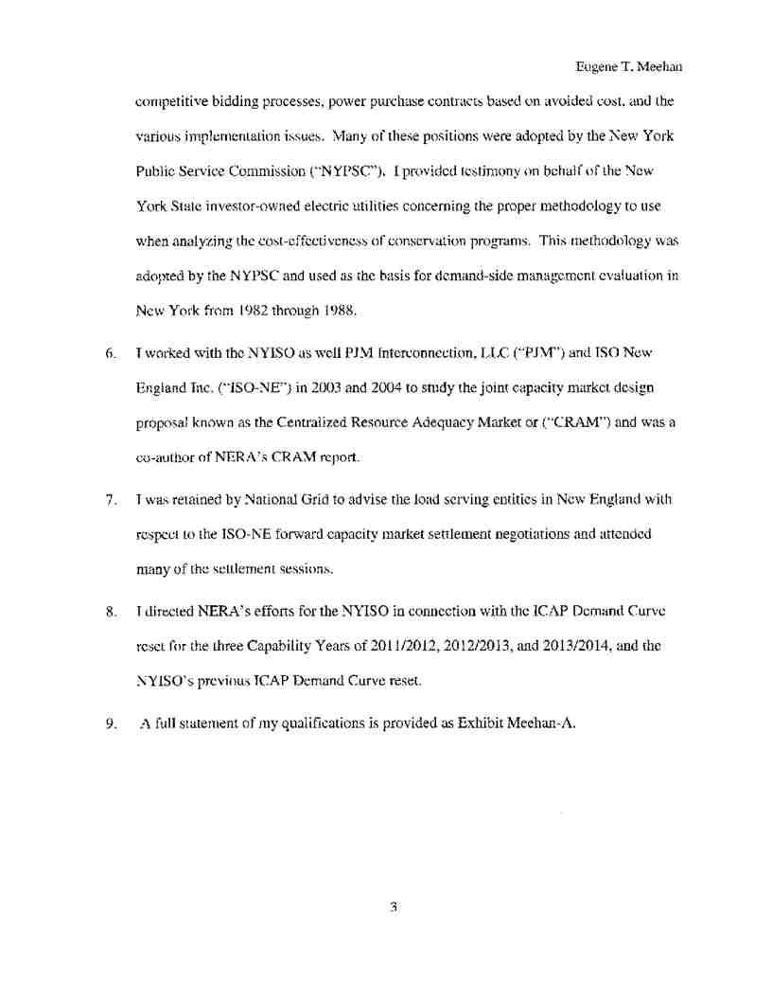 Eugene T. Meehan
competitive bidding processes, power purchase contracts based on avoided cost, and the
various implementation issues. Many of these positions were adopted by the New York
Public Service Commission (“NYPSC”). I provided testimony on behalf of the New
York State investor-owned electric utilities concerning the proper methodology to use
when analyzing the cost-effectiveness of conservation programs. This methodology was
adopted by the NYPSC and used as the basis for demand-side management evaluation in
New York from 1982 through 1988.
6. I worked with the NYISO as well PJM Interconnection, LLC (“PJM”) and ISO New
England Inc. (“ISO-NE”) in 2003 and 2004 to study the joint capacity market design
proposal known as the Centralized Resource Adequacy Market or (“CRAM”) and was a
co-author of NERA’s CRAM report.
7. I was retained by National Grid to advise the load serving entities in New England with
respect to the ISO-NE forward capacity market settlement negotiations and attended
many of the settlement sessions.
8. I directed NERA’s efforts for the NYISO in connection with the ICAP Demand Curve
reset for the three Capability Years of 2011/2012, 2012/2013, and 2013/2014, and the
NYISO’s previous ICAP Demand Curve reset.
9. A full statement of my qualifications is provided as Exhibit Meehan-A.
3